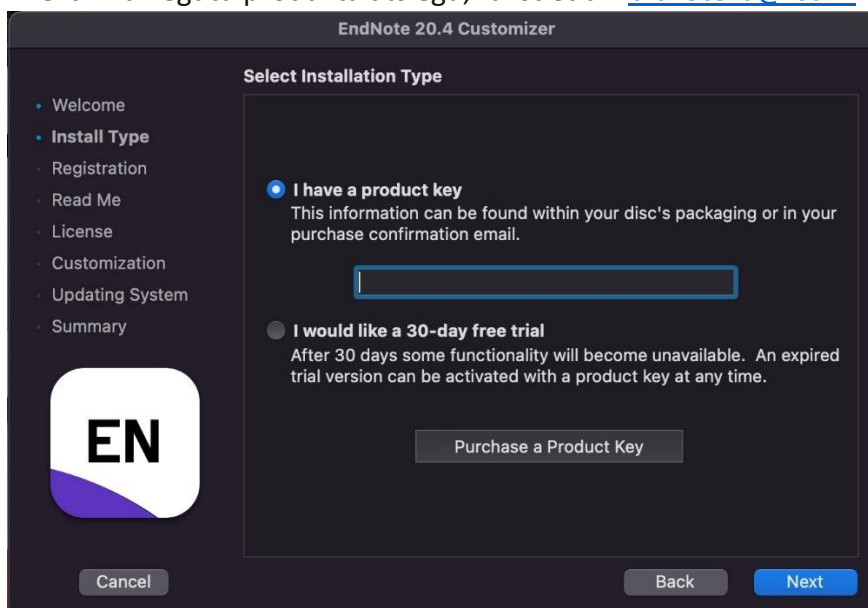 EndNote 20.4 Customizer
Select Installation Type
Welcome
Install Type
Registration
Read Me
License
Customization
Updating System
Summary
I have a product key
This information can be found within your disc's packaging or in your
purchase confirmation email.
I would like a 30-day free trial
After 30 days some functionality will become unavailable. An expired
trial version can be activated with a product key at any time.
Purchase a Product Key
EN
Cancel
Back
Next